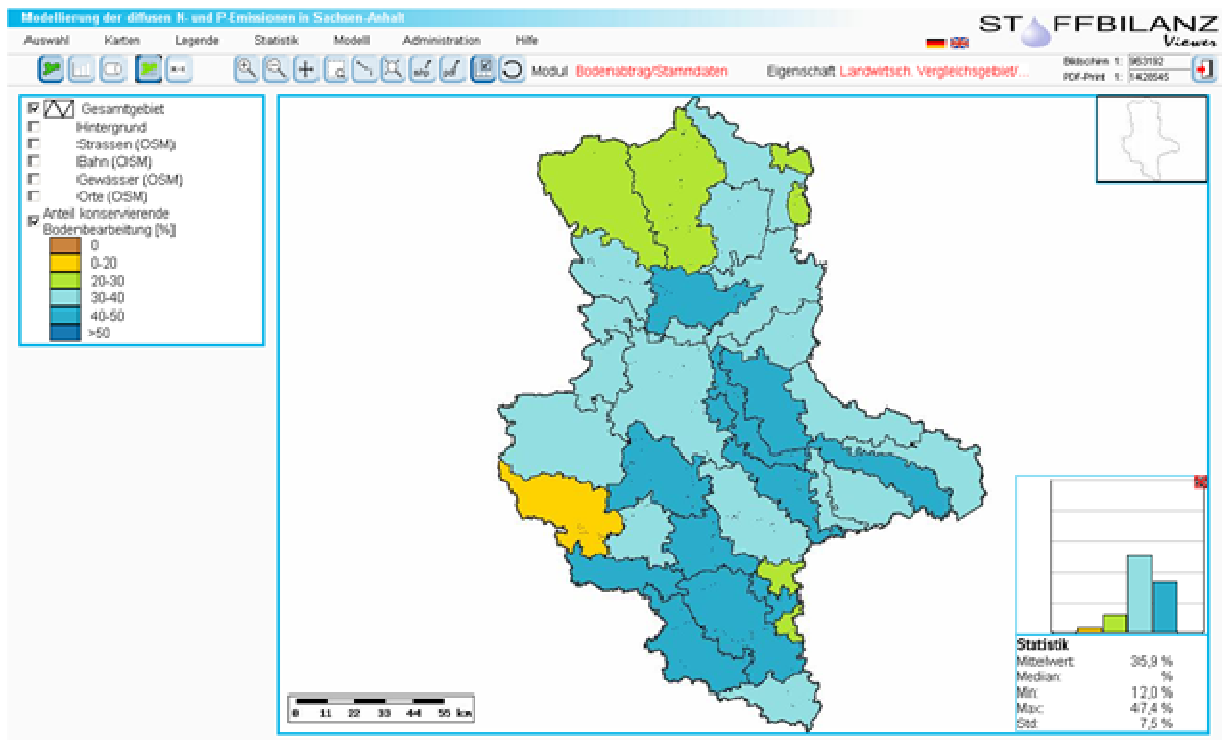 Modellierung der diffusen N- und P-Emissionen in Sachsen-Anhalt
STOFFBILANZ
Viewer
Auswahl Karten Legende Statistik Modell Administration Hilfe
Modul Bodenabtrag/Stammdaten Eigenschaft Landwirtsch. Vergleichsgebiet/...
Bildschirm 1: 953192
PDF-Print 1: 1428545
Gesamtgebiet
Hintergrund
Strassen (OSM)
Bahn (OSM)
Gewässer (OSM)
Orte (OSM)
Anteil konservierende
Bodenbearbeitung [%]
0
0-20
20-30
30-40
40-50
>50
0 11 22 33 44 55 km
Statistik
Mittelwert: 35,9 %
Median: %
Min: 12,0 %
Max: 47,4 %
Std: 7,5 %